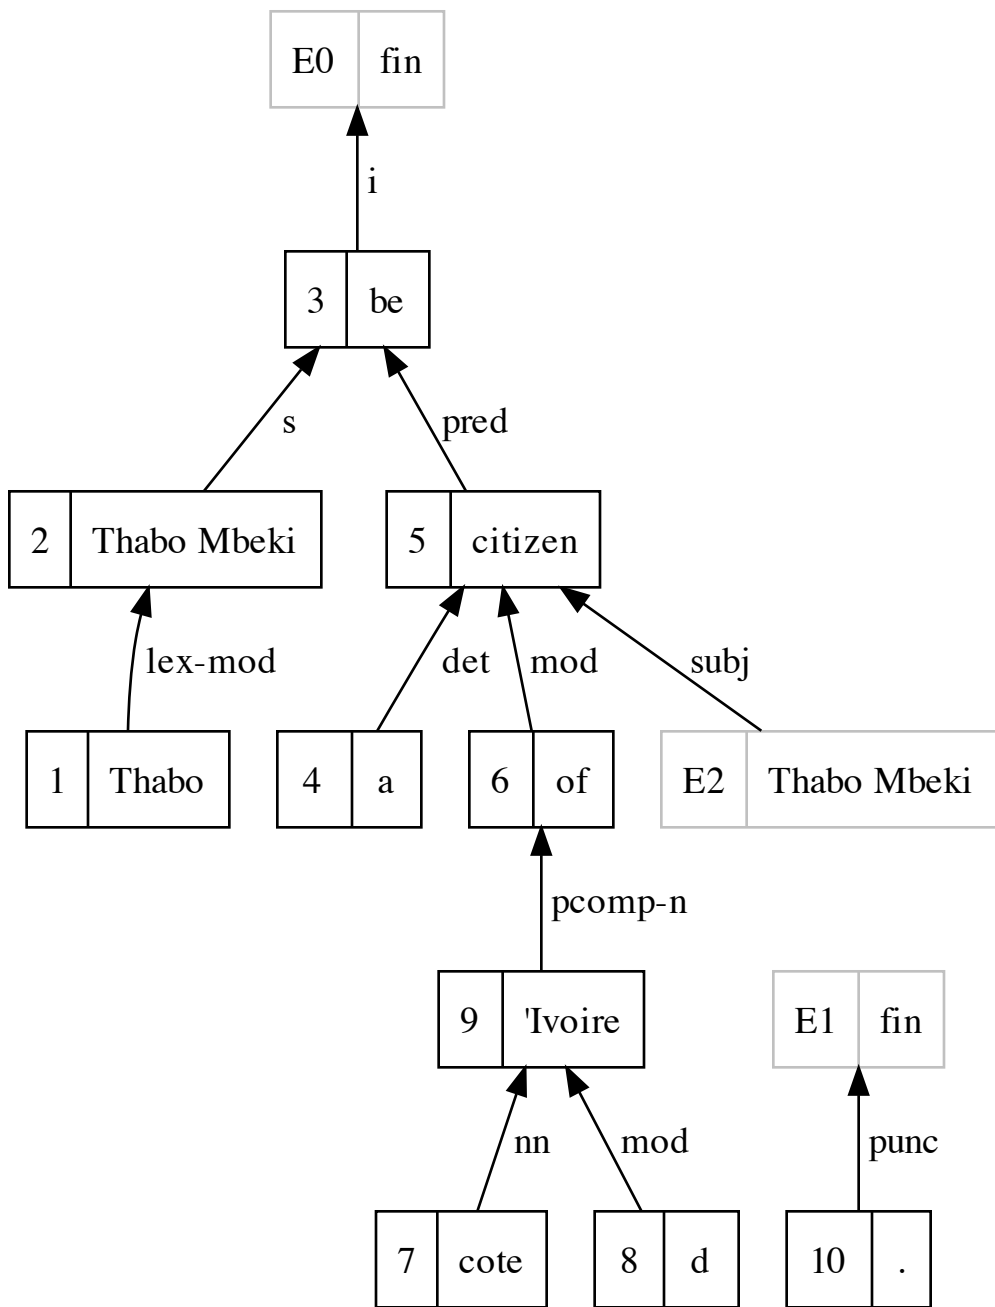 E0 fin
i
3 be
s pred
2 Thabo Mbeki 5 citizen
lex-mod det mod subj
1 Thabo 4 a 6 of E2 Thabo Mbeki
pcomp-n
9 'Ivoire E1 fin
nn mod punc
7 cote 8 d 10 .